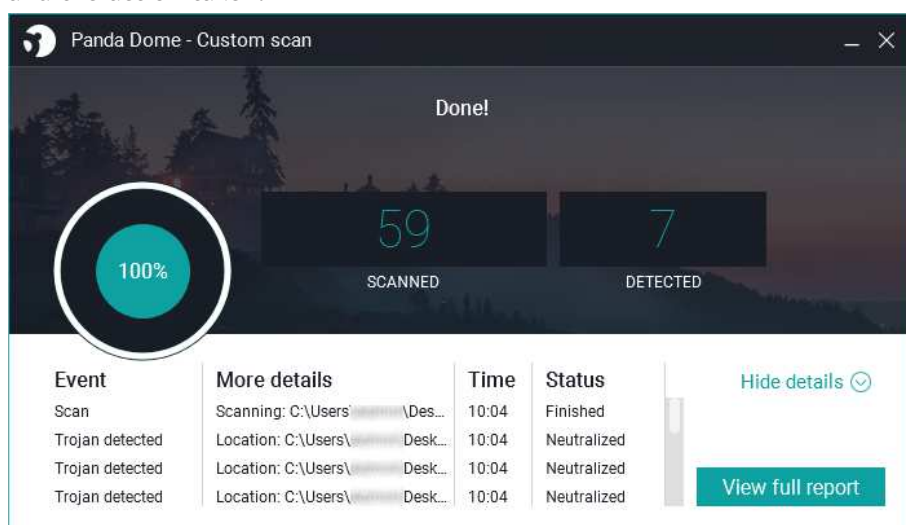 Panda Dome - Custom scan
Done!
100%
59
7
SCANNED
DETECTED
Event More details Time Status Hide details
Scan Scanning: C:\Users \Des... 10:04 Finished
Trojan detected Location: C:\Users\ Desk... 10:04 Neutralized
Trojan detected Location: C:\Users\ Desk... 10:04 Neutralized
Trojan detected Location: C:\Users\ Desk... 10:04 Neutralized
View full report